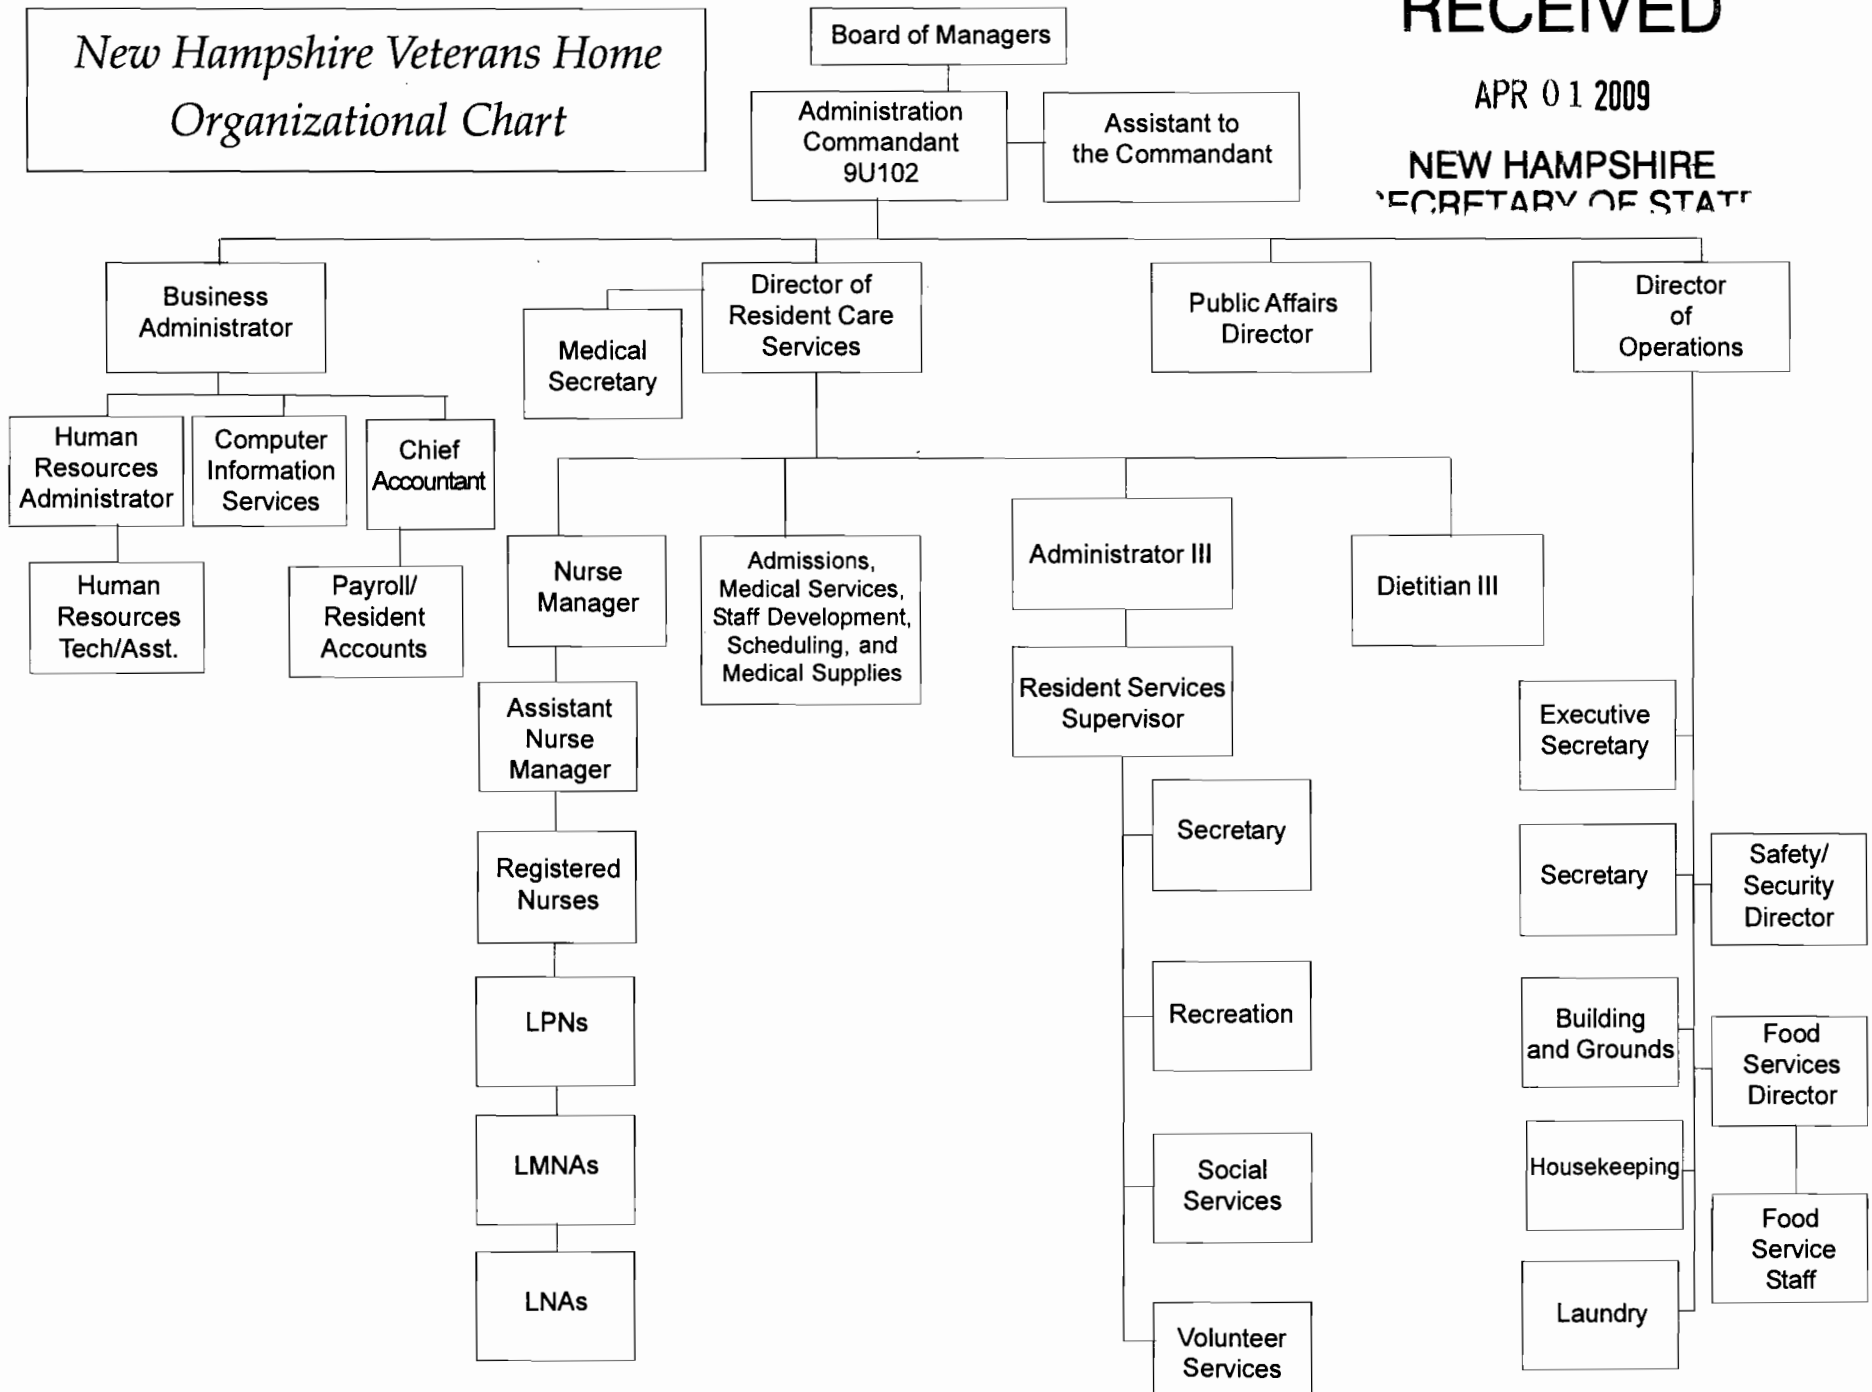 New Hampshire Veterans Home
Organizational Chart
Board of Managers
RECEIVED
APR 01 2009
NEW HAMPSHIRE
SECRETARY OF STATE
Administration
Commandant
9U102
Assistant to
the Commandant
Business
Administrator
Medical
Secretary
Director of
Resident Care
Services
Public Affairs
Director
Director
of
Operations
Human
Resources
Administrator
Computer
Information
Services
Chief
Accountant
Human
Resources
Tech/Asst.
Payroll/
Resident
Accounts
Nurse
Manager
Admissions,
Medical Services,
Staff Development,
Scheduling, and
Medical Supplies
Administrator III
Dietitian III
Assistant
Nurse
Manager
Registered
Nurses
LPNs
LMNAs
LNAs
Resident Services
Supervisor
Secretary
Recreation
Social
Services
Volunteer
Services
Executive
Secretary
Secretary
Safety/
Security
Director
Building
and Grounds
Food
Services
Director
Housekeeping
Food
Service
Staff
Laundry